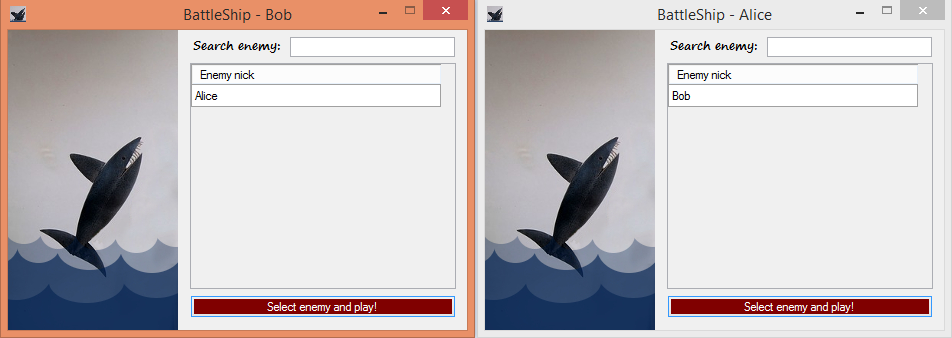 BattleShip - Bob
Search enemy:
Enemy nick
Alice
Select enemy and play!
BattleShip - Alice
Search enemy:
Enemy nick
Bob
Select enemy and play!